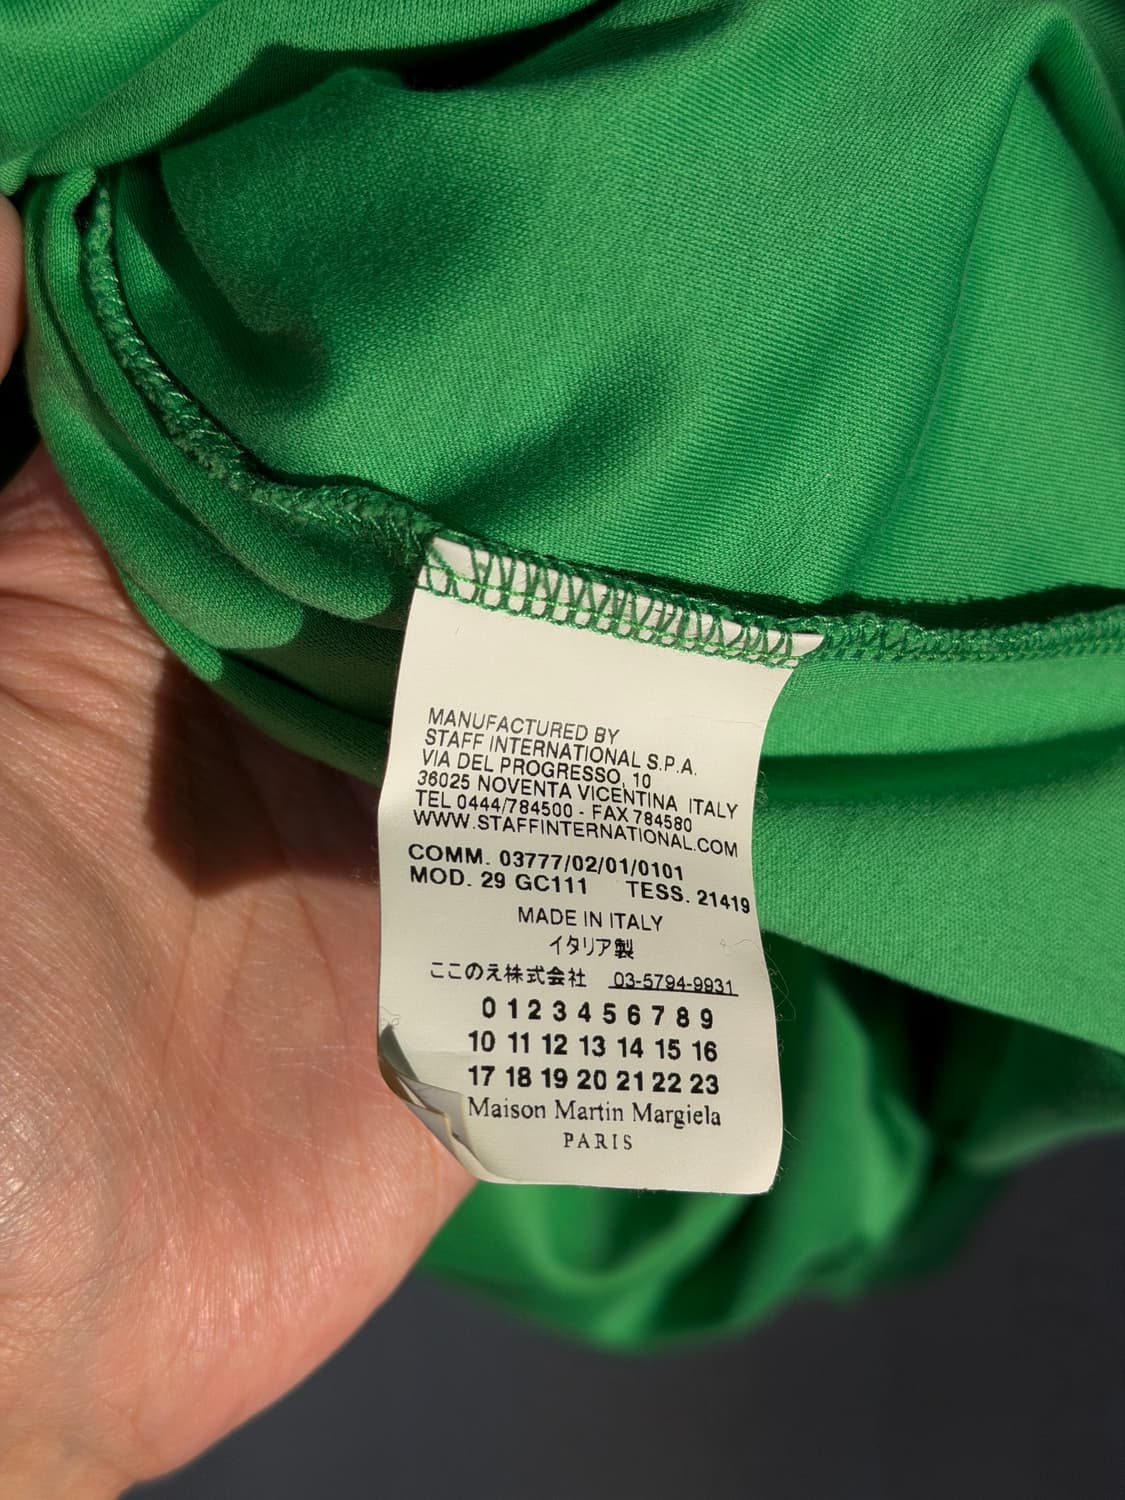 MANUFACTURED BY
STAFF INTERNATIONAL S.P.A.
VIA DEL PROGRESSO, 10
36025 NOVENTA VICENTINA ITALY
TEL 0444/784500 - FAX 784580
WWW.STAFFINTERNATIONAL.COM
COMM. 03777/02/01/0101
MOD. 29 GC111 TESS. 21419
MADE IN ITALY
イタリア製
ここのえ株式会社 03-5794-9931
0 1 2 3 4 5 6 7 8 9
10 11 12 13 14 15 16
17 18 19 20 21 22 23
Maison Martin Margiela
PARIS